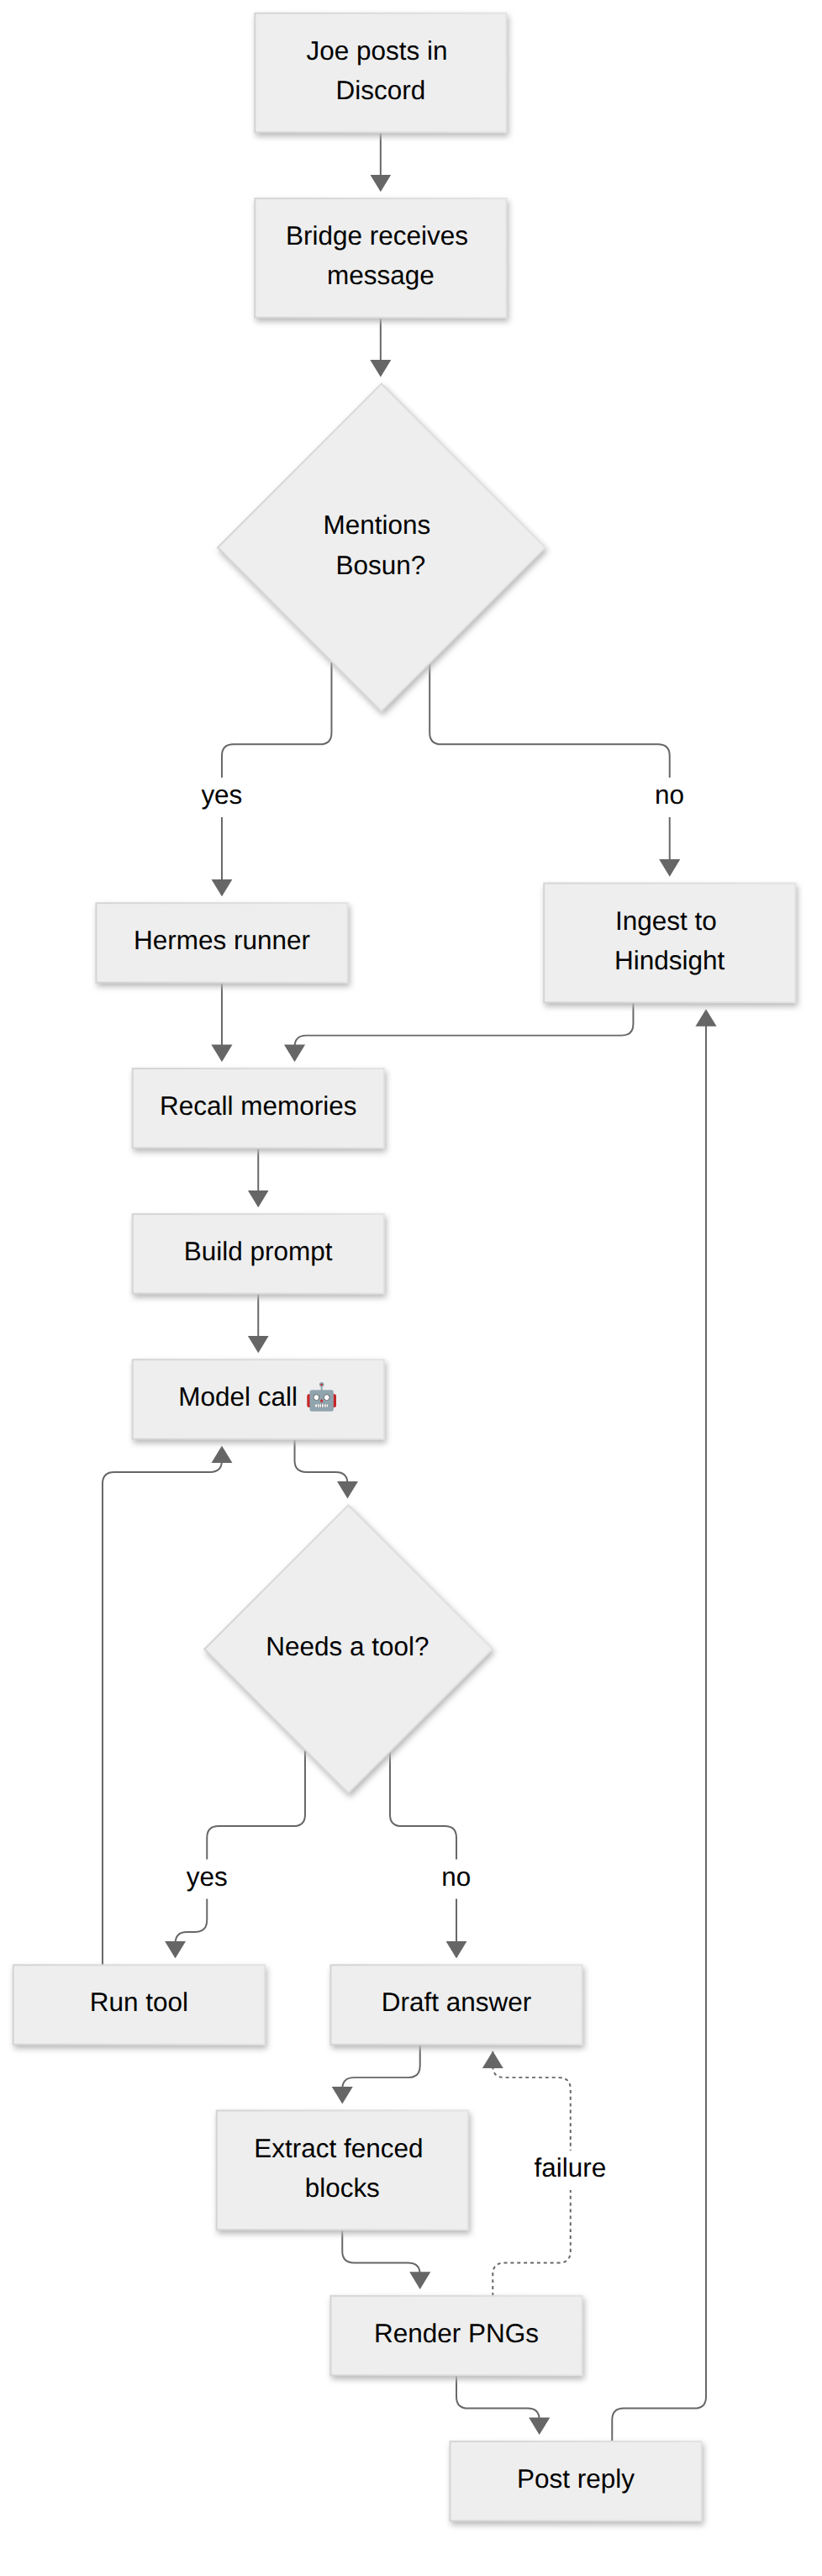 Joe posts in
Discord
Bridge receives
message
Mentions
Bosun?
yes
no
Hermes runner
Ingest to
Hindsight
Recall memories
Build prompt
Model call 🤖
Needs a tool?
yes
no
Run tool
Draft answer
Extract fenced
blocks
failure
Render PNGs
Post reply